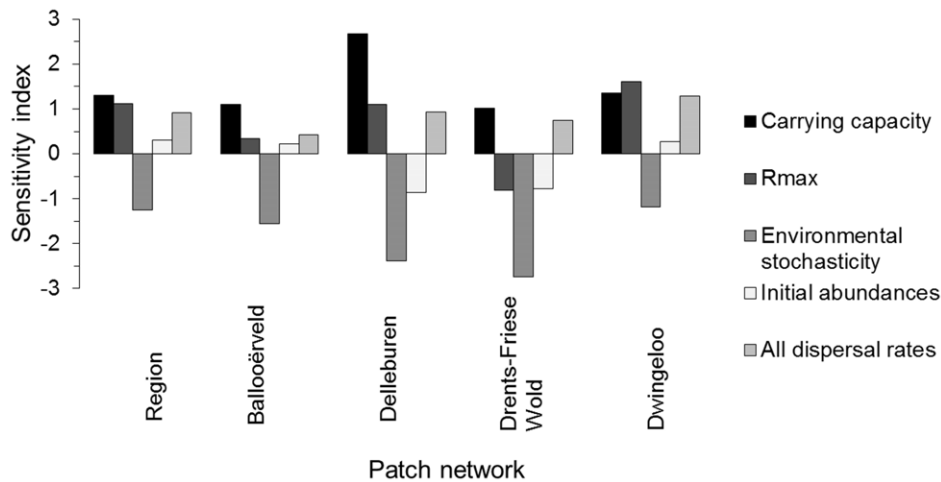 3
2
1
0
-1
-2
-3
Sensitivity index
Region
Ballooërveld
Delleburen
Drents-Friese
Wold
Dwingeloo
Patch network
Carrying capacity
Rmax
Environmental
stochasticity
Initial abundances
All dispersal rates